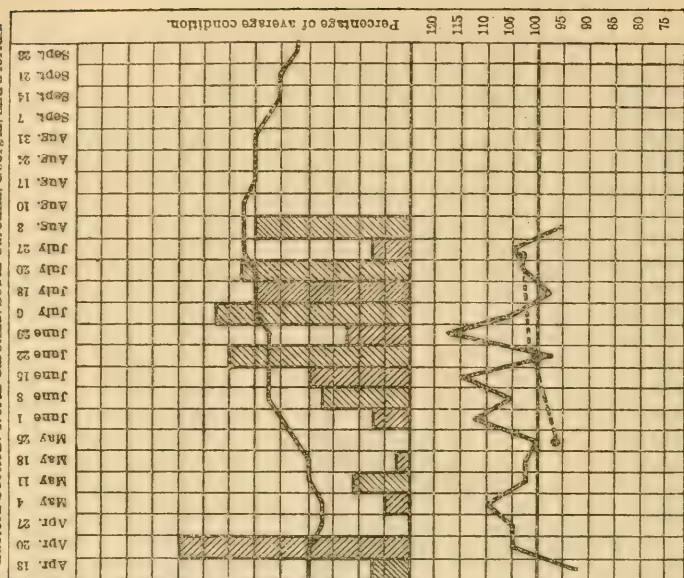 Apr. 13
Apr. 20
Apr. 27
May 4
May 11
May 18
May 25
June 1
June 8
June 15
June 22
June 29
July 6
July 13
July 20
July 27
Aug. 3
Aug. 10
Aug. 17
Aug. 24
Aug. 31
Sept. 7
Sept. 14
Sept. 21
Sept. 28
Percentage of average condition.
120
115
110
105
100
95
90
85
80
75